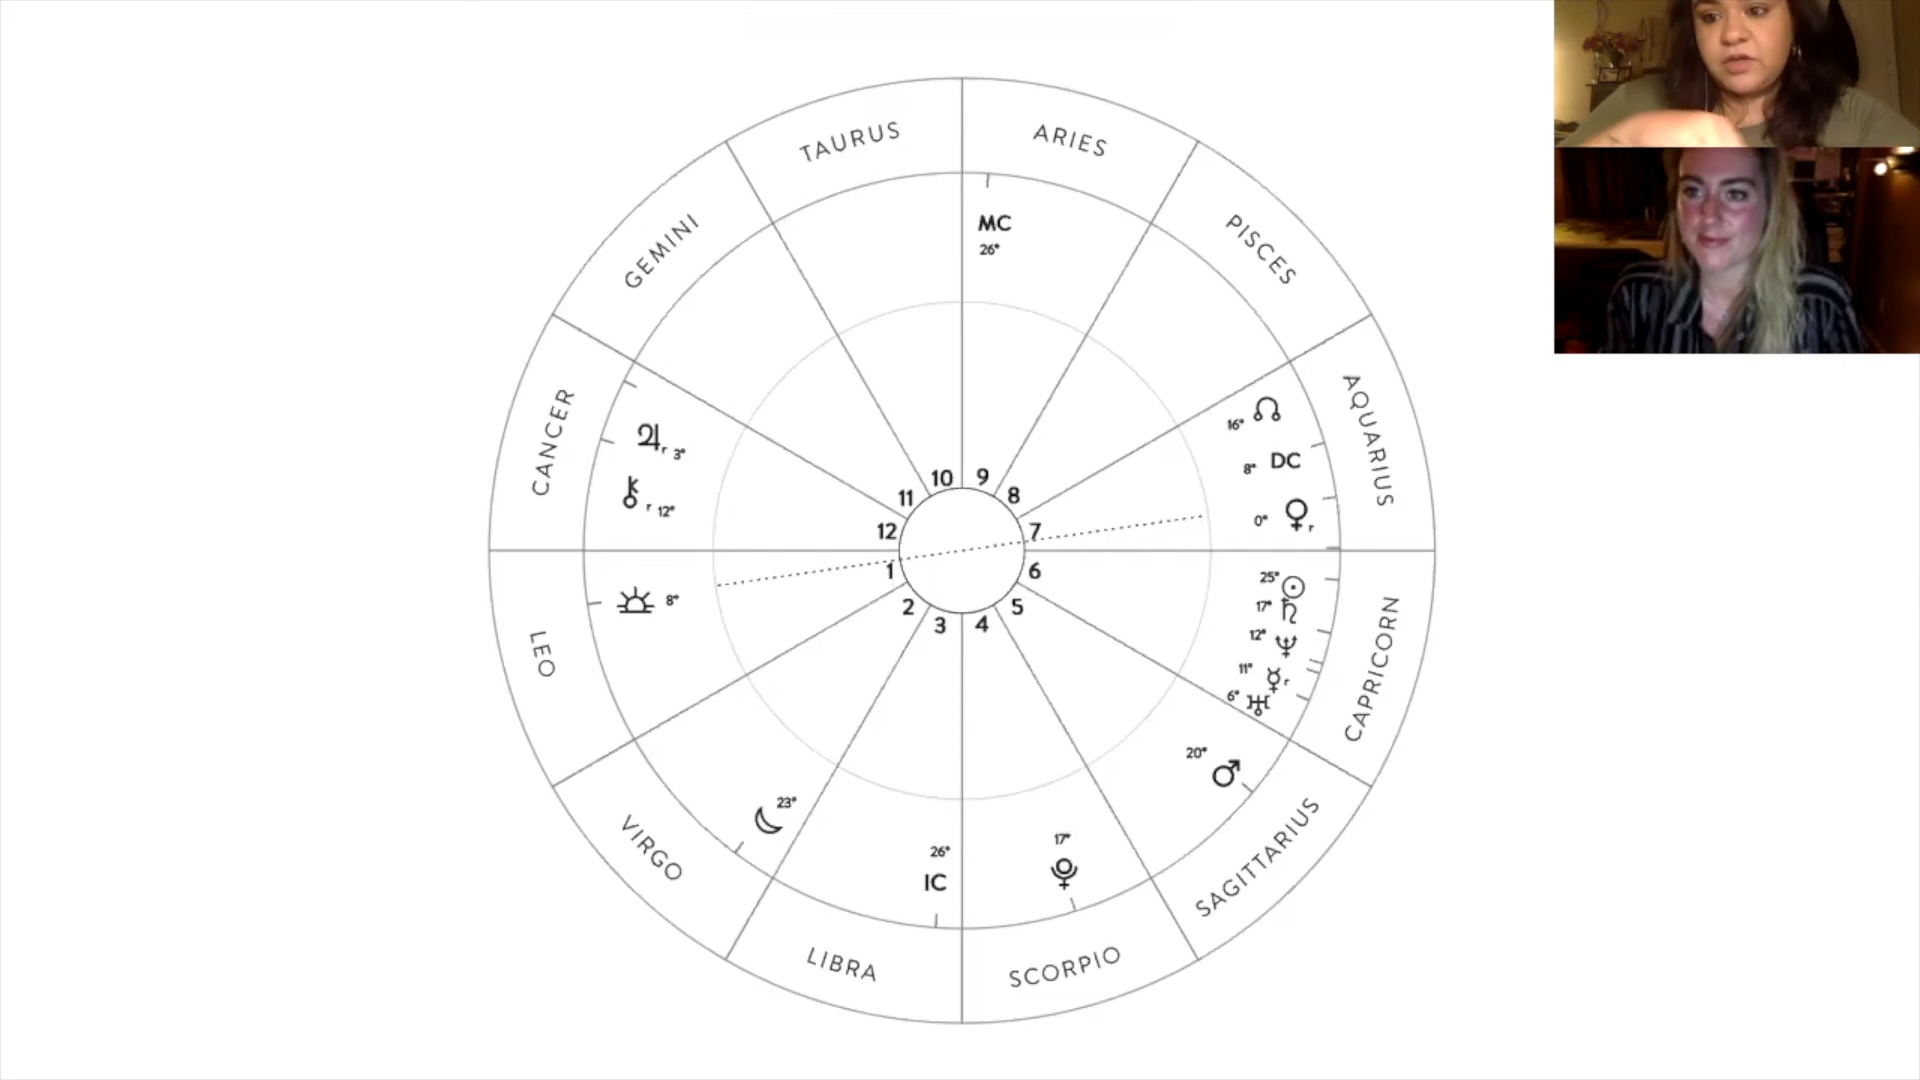 TAURUS
ARIES
GEMINI
PISCES
MC
26°
CANCER
AQUARIUS
r 3°
r 12°
16°
8° DC
0° r
10 9
11 8
12 7
1 6
2 5
3 4
8°
25°
17°
12°
11° r
6°
LEO
CAPRICORN
20°
23°
VIRGO
SAGITTARIUS
17°
26°
IC
LIBRA
SCORPIO